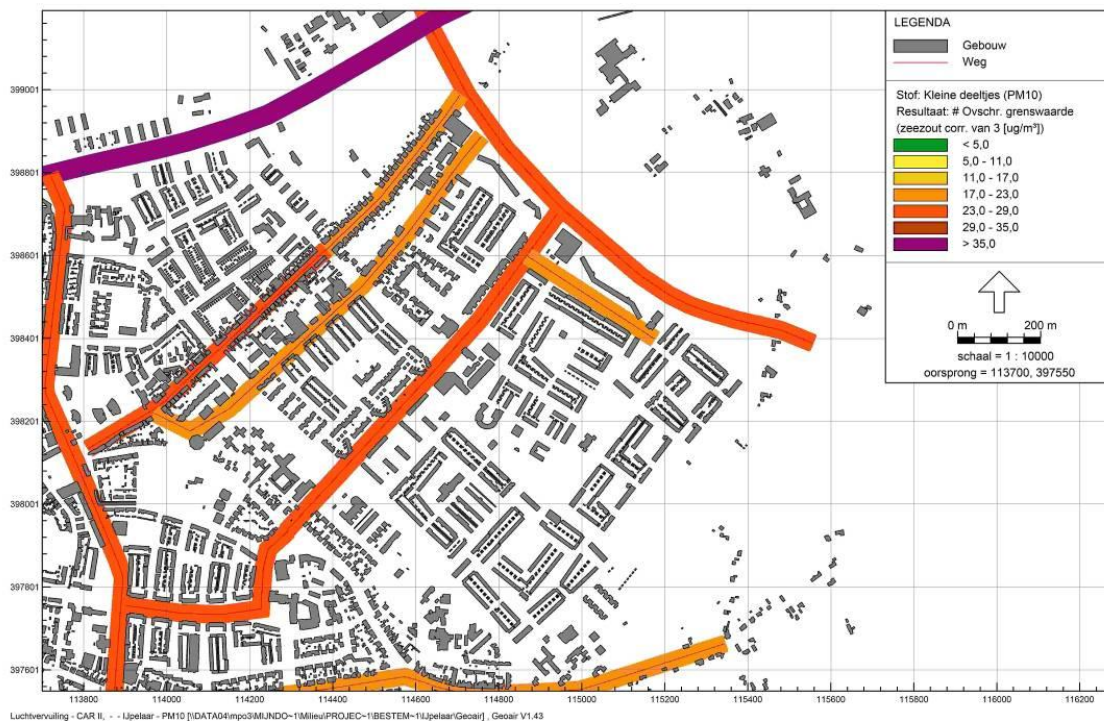 LEGENDA
Gebouw
Weg
Stof: Kleine deeltjes (PM10)
Resultaat: # Ovschr. grenswaarde
(zeezout corr. van 3 [ug/m³])
< 5,0
5,0 - 11,0
11,0 - 17,0
17,0 - 23,0
23,0 - 29,0
29,0 - 35,0
> 35,0
0 m 200 m
schaal = 1 : 10000
oorsprong = 113700, 397550
399001
398801
398601
398401
398201
398001
397801
397601
113800 114000 114200 114400 114600 114800 115000 115200 115400 115600 115800 116000 116200
Luchtvervuiling - CAR II, - - IJpelaar - PM10 [\\DATA04\mpo3\MIJNDO~1\Milieu\PROJEC~1\BESTEM~1\IJpelaar\Geoair] , Geoair V1.43